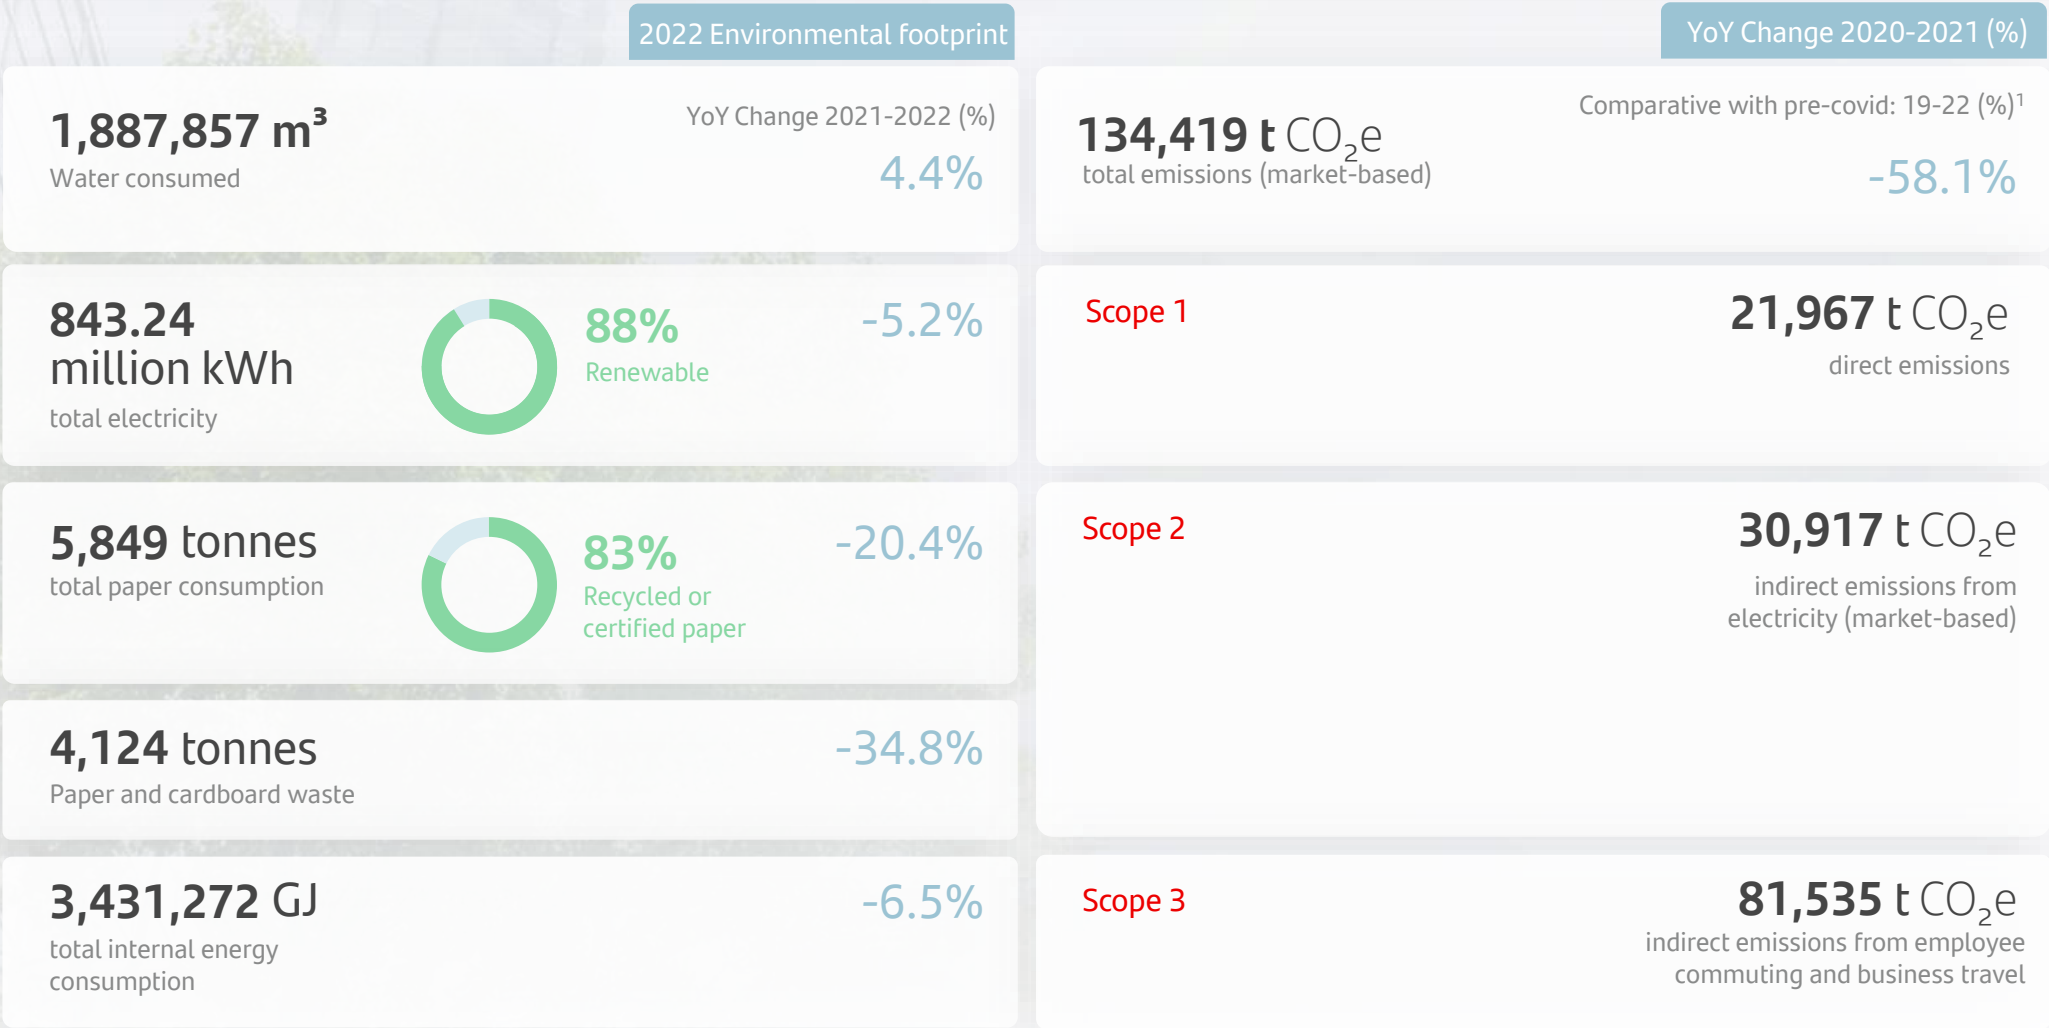 2022 Environmental footprint
YoY Change 2020-2021 (%)
1,887,857 m³
Water consumed
YoY Change 2021-2022 (%)
4.4%
134,419 t CO₂e
total emissions (market-based)
Comparative with pre-covid: 19-22 (%)¹
-58.1%
843.24
million kWh
total electricity
88%
Renewable
-5.2%
Scope 1
21,967 t CO₂e
direct emissions
5,849 tonnes
total paper consumption
83%
Recycled or
certified paper
-20.4%
Scope 2
30,917 t CO₂e
indirect emissions from
electricity (market-based)
4,124 tonnes
Paper and cardboard waste
-34.8%
3,431,272 GJ
total internal energy
consumption
-6.5%
Scope 3
81,535 t CO₂e
indirect emissions from employee
commuting and business travel